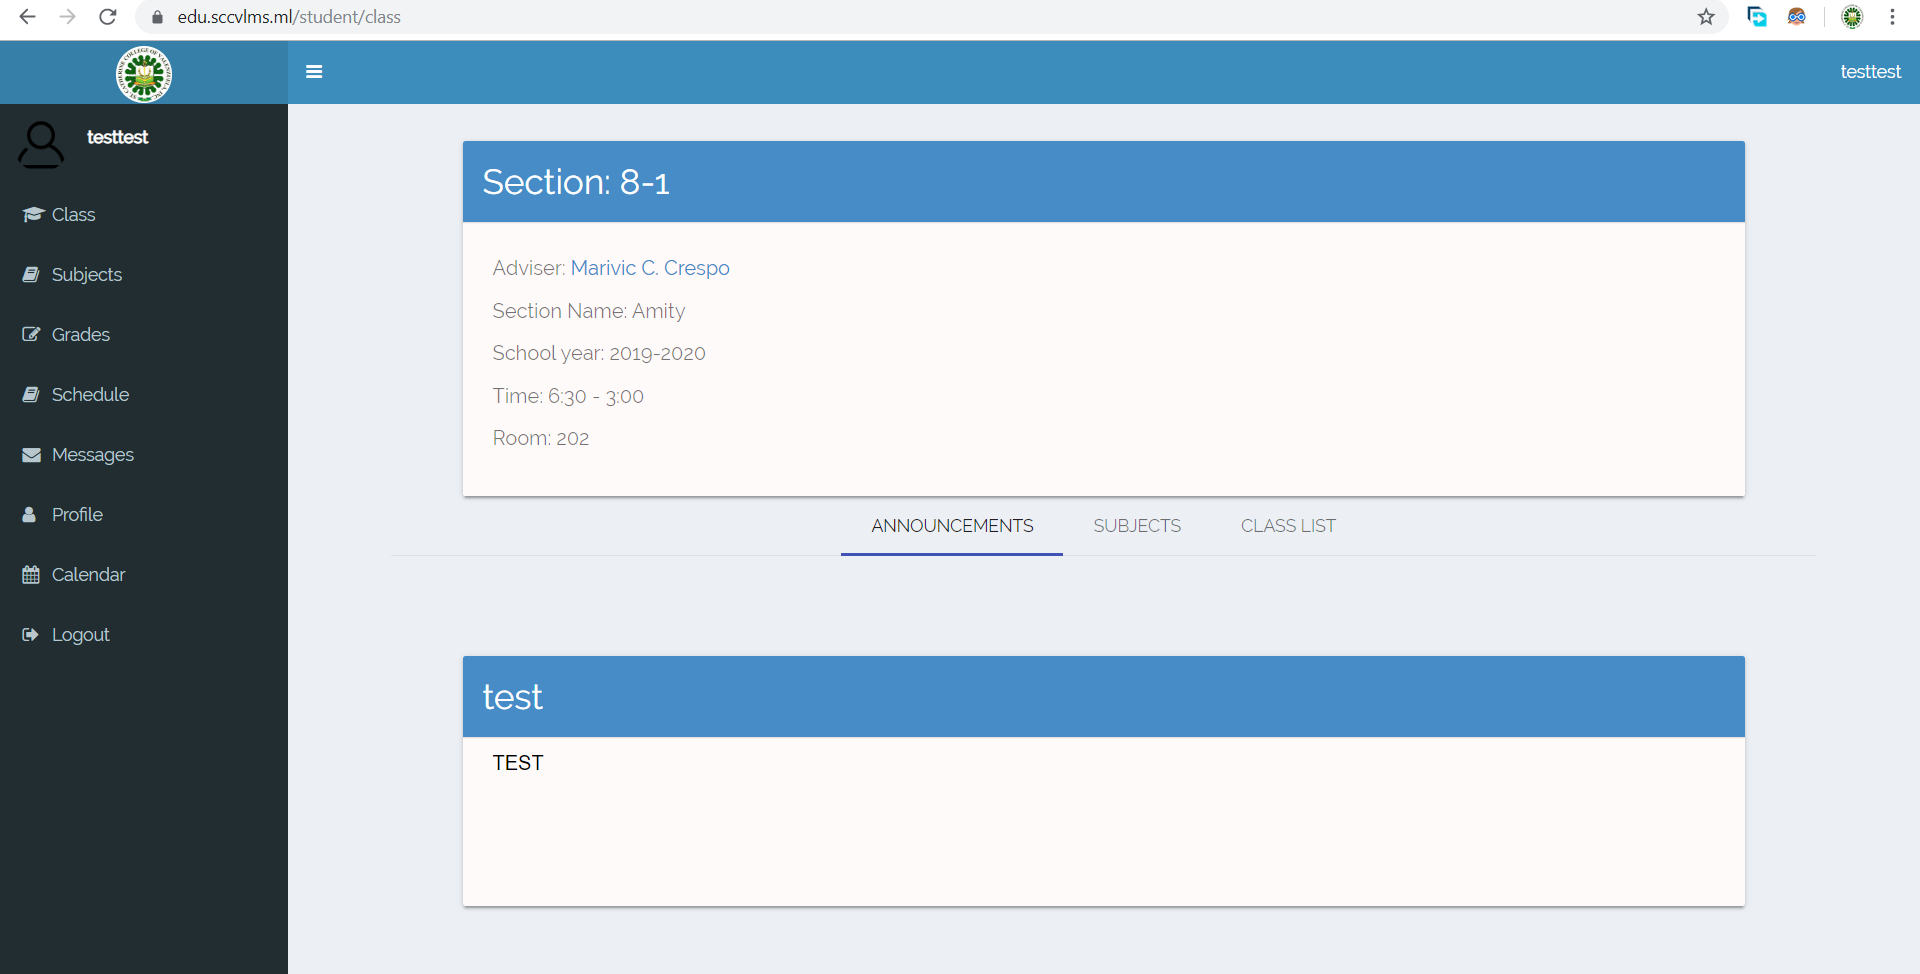 edu.sccvlms.ml/student/class
testtest
testtest
Class
Subjects
Grades
Schedule
Messages
Profile
Calendar
Logout
Section: 8-1
Adviser: Marivic C. Crespo
Section Name: Amity
School year: 2019-2020
Time: 6:30 - 3:00
Room: 202
ANNOUNCEMENTS SUBJECTS CLASS LIST
test
TEST